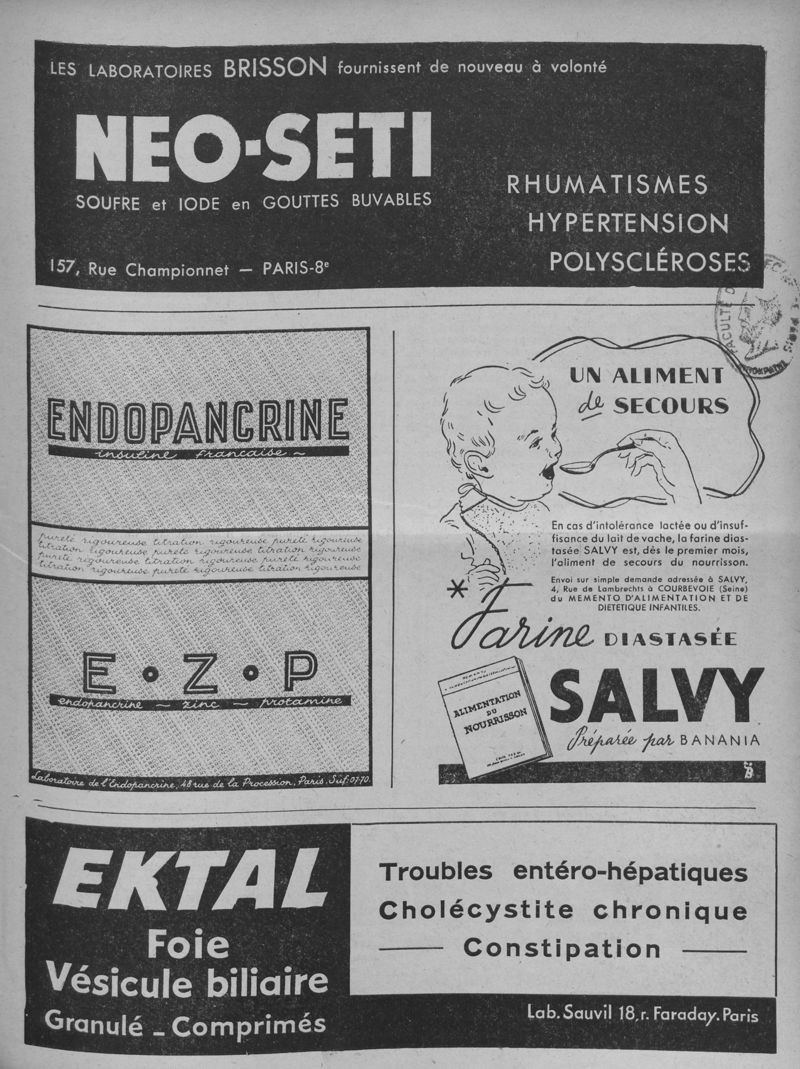 LES LABORATOIRES BRISSON fournissent de nouveau à volonté
NEO-SETI
SOUFRE et IODE en GOUTTES BUVABLES
RHUMATISMES
HYPERTENSION
POLYSCLÉROSES
157, Rue Championnet — PARIS-8e
FACULTÉ
PARIS
ENDOPANCRINE
insuline française ~
pureté rigoureuse titration rigoureuse pureté rigoureuse
titration rigoureuse pureté rigoureuse titration rigoureuse
pureté rigoureuse titration rigoureuse pureté rigoureuse
titration rigoureuse pureté rigoureuse titration rigoureuse
E • Z • P
endopancrine ~ zinc ~ protamine
Laboratoire de l'Endopancrine, 48 rue de la Procession, Paris. Suf: 07-70.
UN ALIMENT
de SECOURS
En cas d'intolérance lactée ou d'insuf-
fisance du lait de vache, la farine dias-
tasée SALVY est, dès le premier mois,
l'aliment de secours du nourrisson.
Envoi sur simple demande adressée à SALVY,
4, Rue de Lambrechts à COURBEVOIE (Seine)
du MEMENTO D'ALIMENTATION ET DE
DIETETIQUE INFANTILES.
* Farine DIASTASÉE
SALVY
Préparée par BANANIA
ALIMENTATION
DU
NOURRISSON
EKTAL
Foie
Vésicule biliaire
Granulé - Comprimés
Troubles entéro-hépatiques
Cholécystite chronique
— Constipation —
Lab. Sauvil 18, r. Faraday. Paris